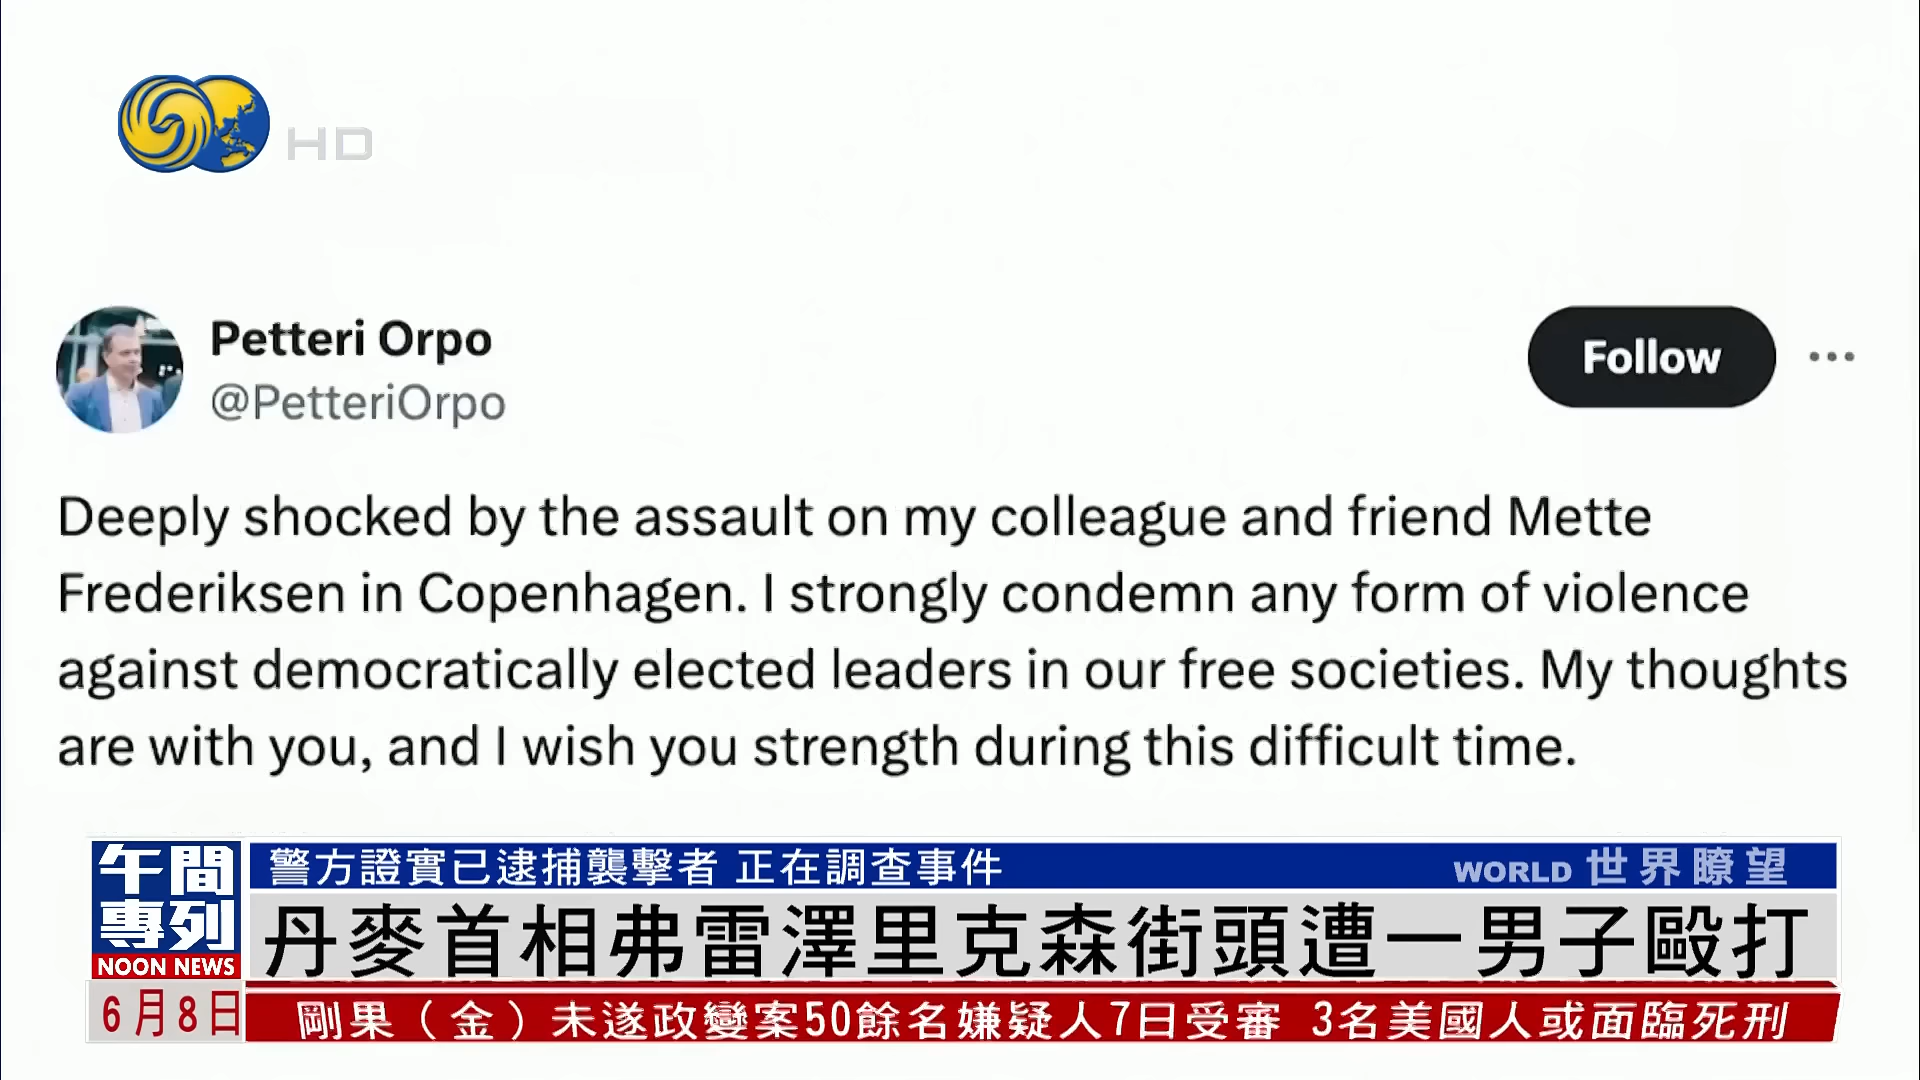 HD
Petteri Orpo
@PetteriOrpo
Follow
Deeply shocked by the assault on my colleague and friend Mette
Frederiksen in Copenhagen. I strongly condemn any form of violence
against democratically elected leaders in our free societies. My thoughts
are with you, and I wish you strength during this difficult time.
午間
專列
NOON NEWS
警方證實已逮捕襲擊者 正在調查事件
WORLD 世界瞭望
丹麥首相弗雷澤里克森街頭遭一男子毆打
6月8日
剛果（金）未遂政變案50餘名嫌疑人7日受審 3名美國人或面臨死刑